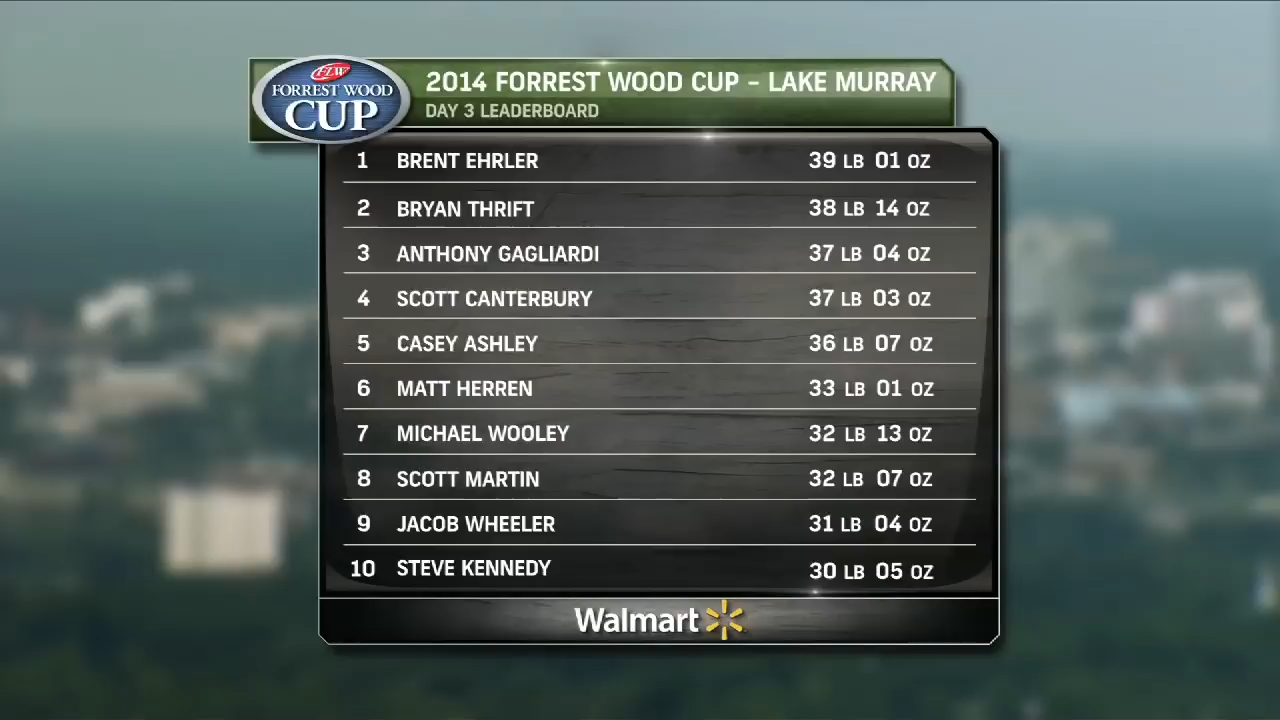 FLW
FORREST WOOD
CUP
2014 FORREST WOOD CUP - LAKE MURRAY
DAY 3 LEADERBOARD
1 BRENT EHRLER 39 LB 01 OZ
2 BRYAN THRIFT 38 LB 14 OZ
3 ANTHONY GAGLIARDI 37 LB 04 OZ
4 SCOTT CANTERBURY 37 LB 03 OZ
5 CASEY ASHLEY 36 LB 07 OZ
6 MATT HERREN 33 LB 01 OZ
7 MICHAEL WOOLEY 32 LB 13 OZ
8 SCOTT MARTIN 32 LB 07 OZ
9 JACOB WHEELER 31 LB 04 OZ
10 STEVE KENNEDY 30 LB 05 OZ
Walmart